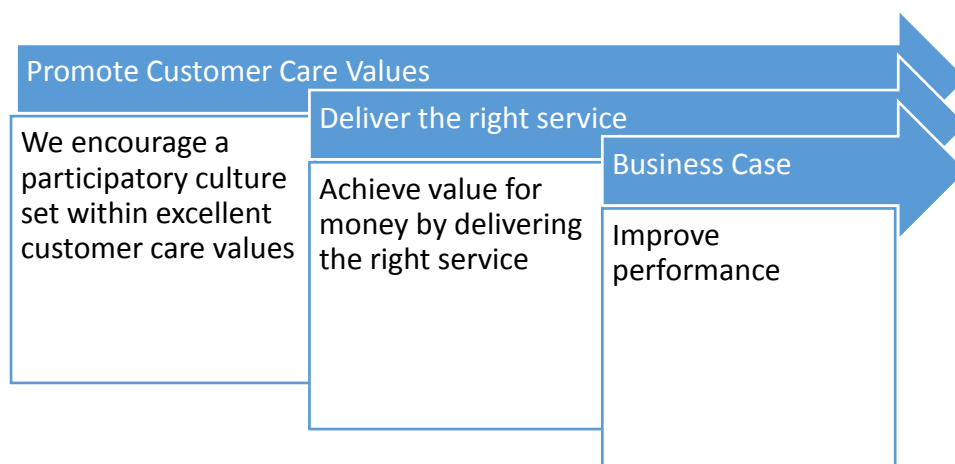 Promote Customer Care Values
We encourage a
participatory culture
set within excellent
customer care values
Deliver the right service
Achieve value for
money by delivering
the right service
Business Case
Improve
performance